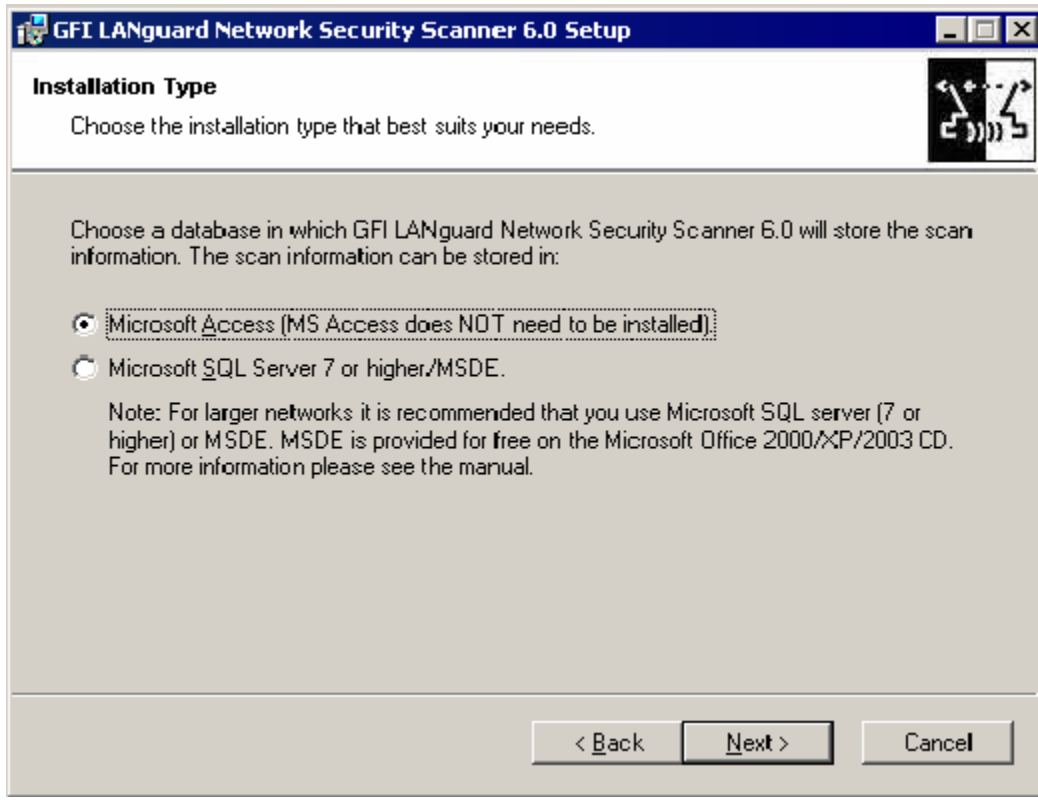 GFI LANguard Network Security Scanner 6.0 Setup
Installation Type
Choose the installation type that best suits your needs.
Choose a database in which GFI LANguard Network Security Scanner 6.0 will store the scan
information. The scan information can be stored in:
Microsoft Access (MS Access does NOT need to be installed).
Microsoft SQL Server 7 or higher/MSDE.
Note: For larger networks it is recommended that you use Microsoft SQL server (7 or
higher) or MSDE. MSDE is provided for free on the Microsoft Office 2000/XP/2003 CD.
For more information please see the manual.
< Back
Next >
Cancel